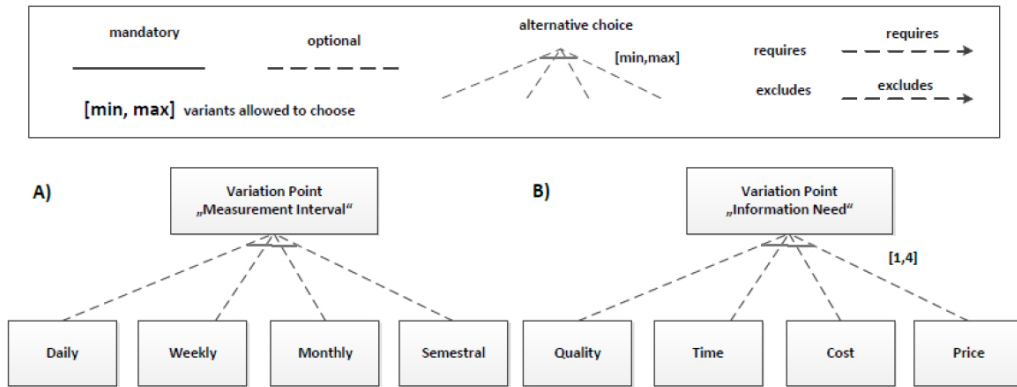 mandatory
optional
alternative choice
[min,max]
requires
requires
excludes
excludes
[min, max] variants allowed to choose
A)
Variation Point
„Measurement Interval“
B)
Variation Point
„Information Need“
[1,4]
Daily
Weekly
Monthly
Semestral
Quality
Time
Cost
Price